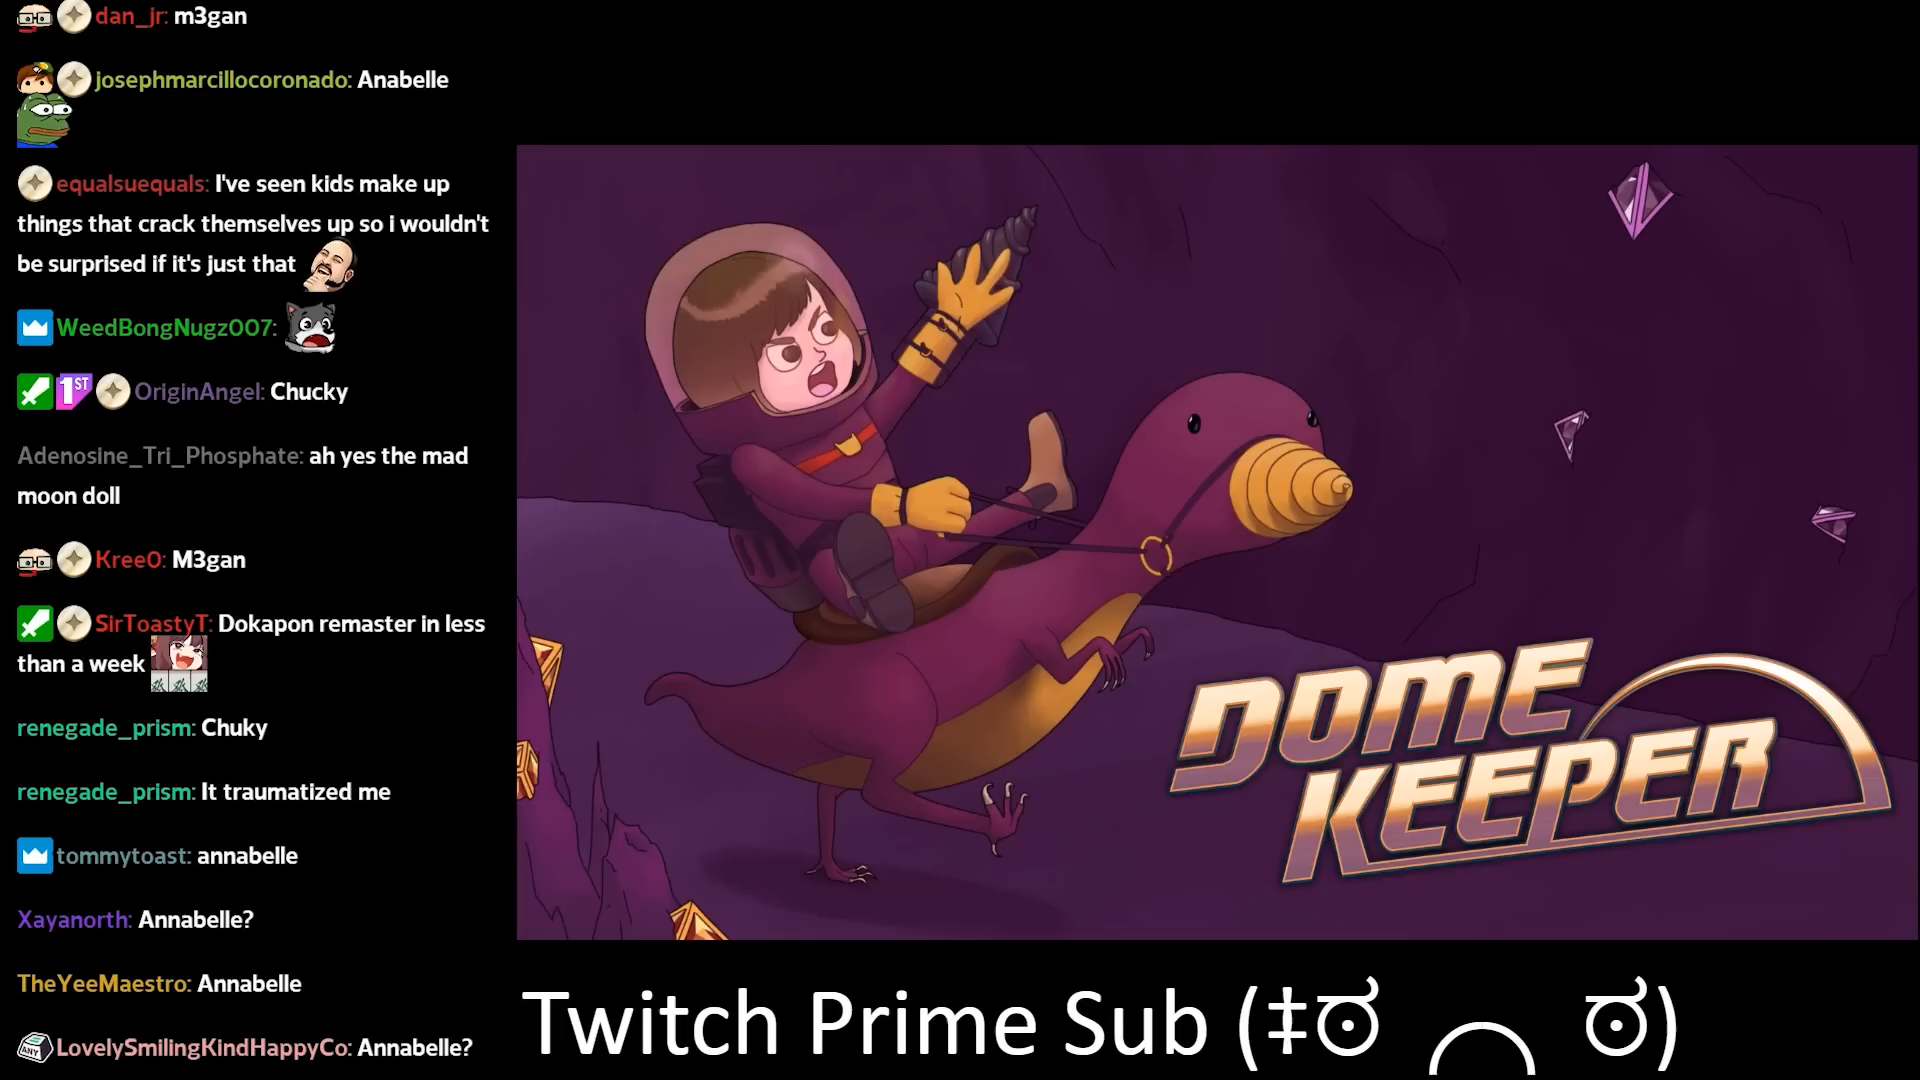 dan_jr: m3gan
josephmarcillocoronado: Anabelle
equalsuequals: I've seen kids make up
things that crack themselves up so i wouldn't
be surprised if it's just that
WeedBongNugz007:
1ST OriginAngel: Chucky
Adenosine_Tri_Phosphate: ah yes the mad
moon doll
Kree0: M3gan
SirToastyT: Dokapon remaster in less
than a week
renegade_prism: Chuky
renegade_prism: It traumatized me
tommytoast: annabelle
Xayanorth: Annabelle?
TheYeeMaestro: Annabelle
ANY LovelySmilingKindHappyCo: Annabelle?
DOME
KEEPER
Twitch Prime Sub (‡ಠ ╭╮ ಠ)